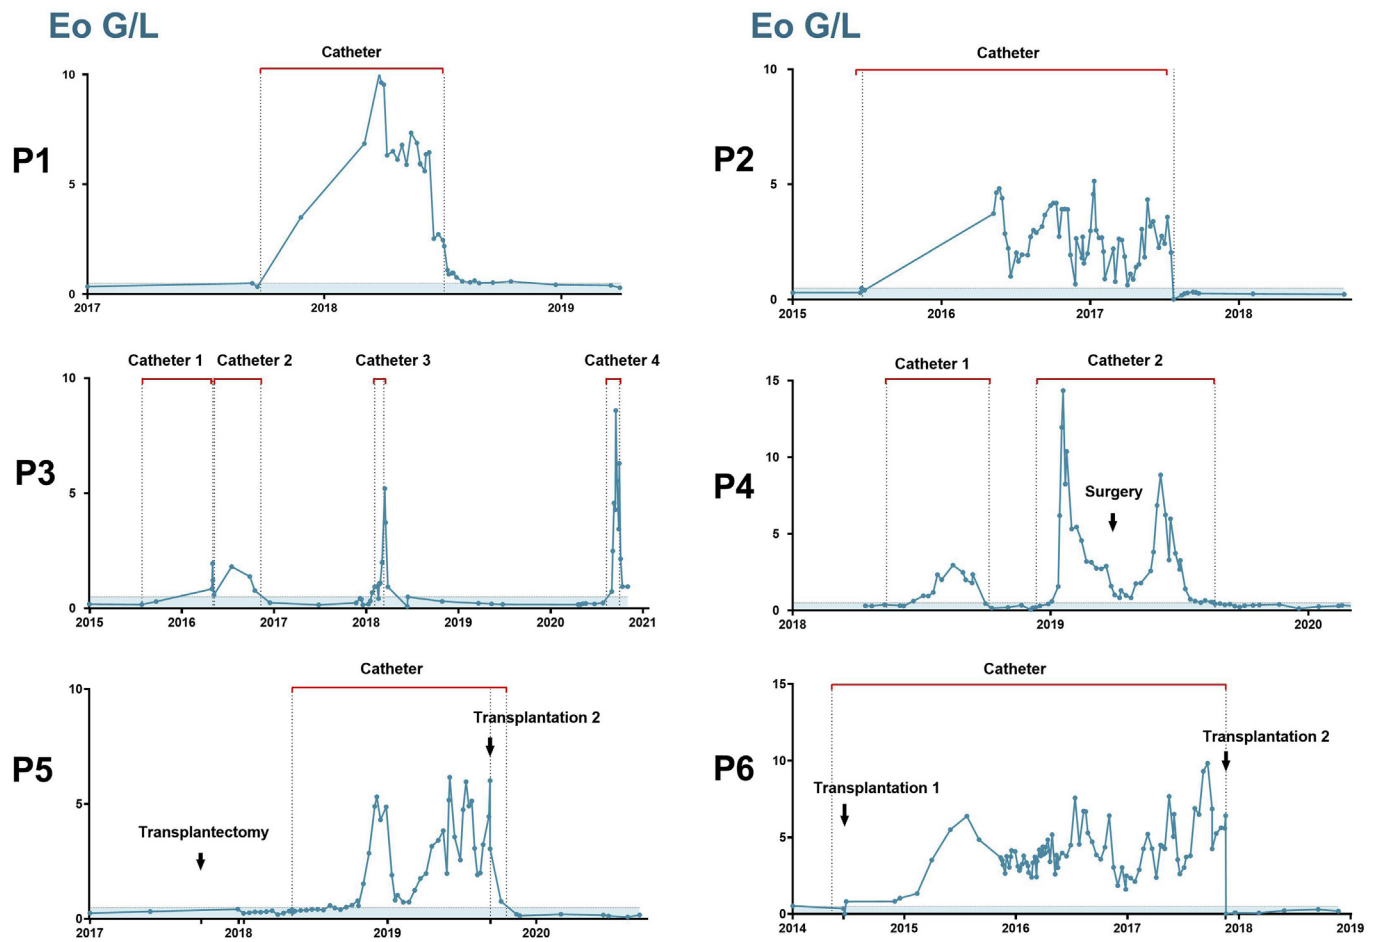 Eo G/L
Eo G/L
P1
Catheter
10
5
0
2017
2018
2019
P2
Catheter
10
5
0
2015
2016
2017
2018
P3
Catheter 1
Catheter 2
Catheter 3
Catheter 4
10
5
0
2015
2016
2017
2018
2019
2020
2021
P4
Catheter 1
Catheter 2
15
10
5
0
Surgery
2018
2019
2020
P5
Catheter
10
5
0
Transplantation 2
Transplantectomy
2017
2018
2019
2020
P6
Catheter
15
10
5
0
Transplantation 2
Transplantation 1
2014
2015
2016
2017
2018
2019